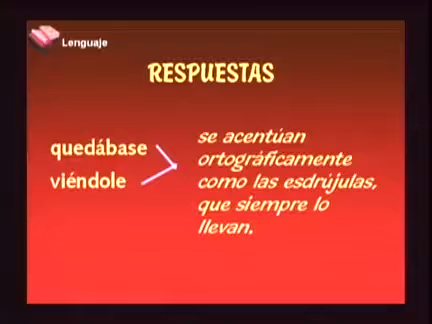 Lenguaje
RESPUESTAS
quedábase
viéndole
se acentúan
ortográficamente
como las esdrújulas,
que siempre lo
llevan.